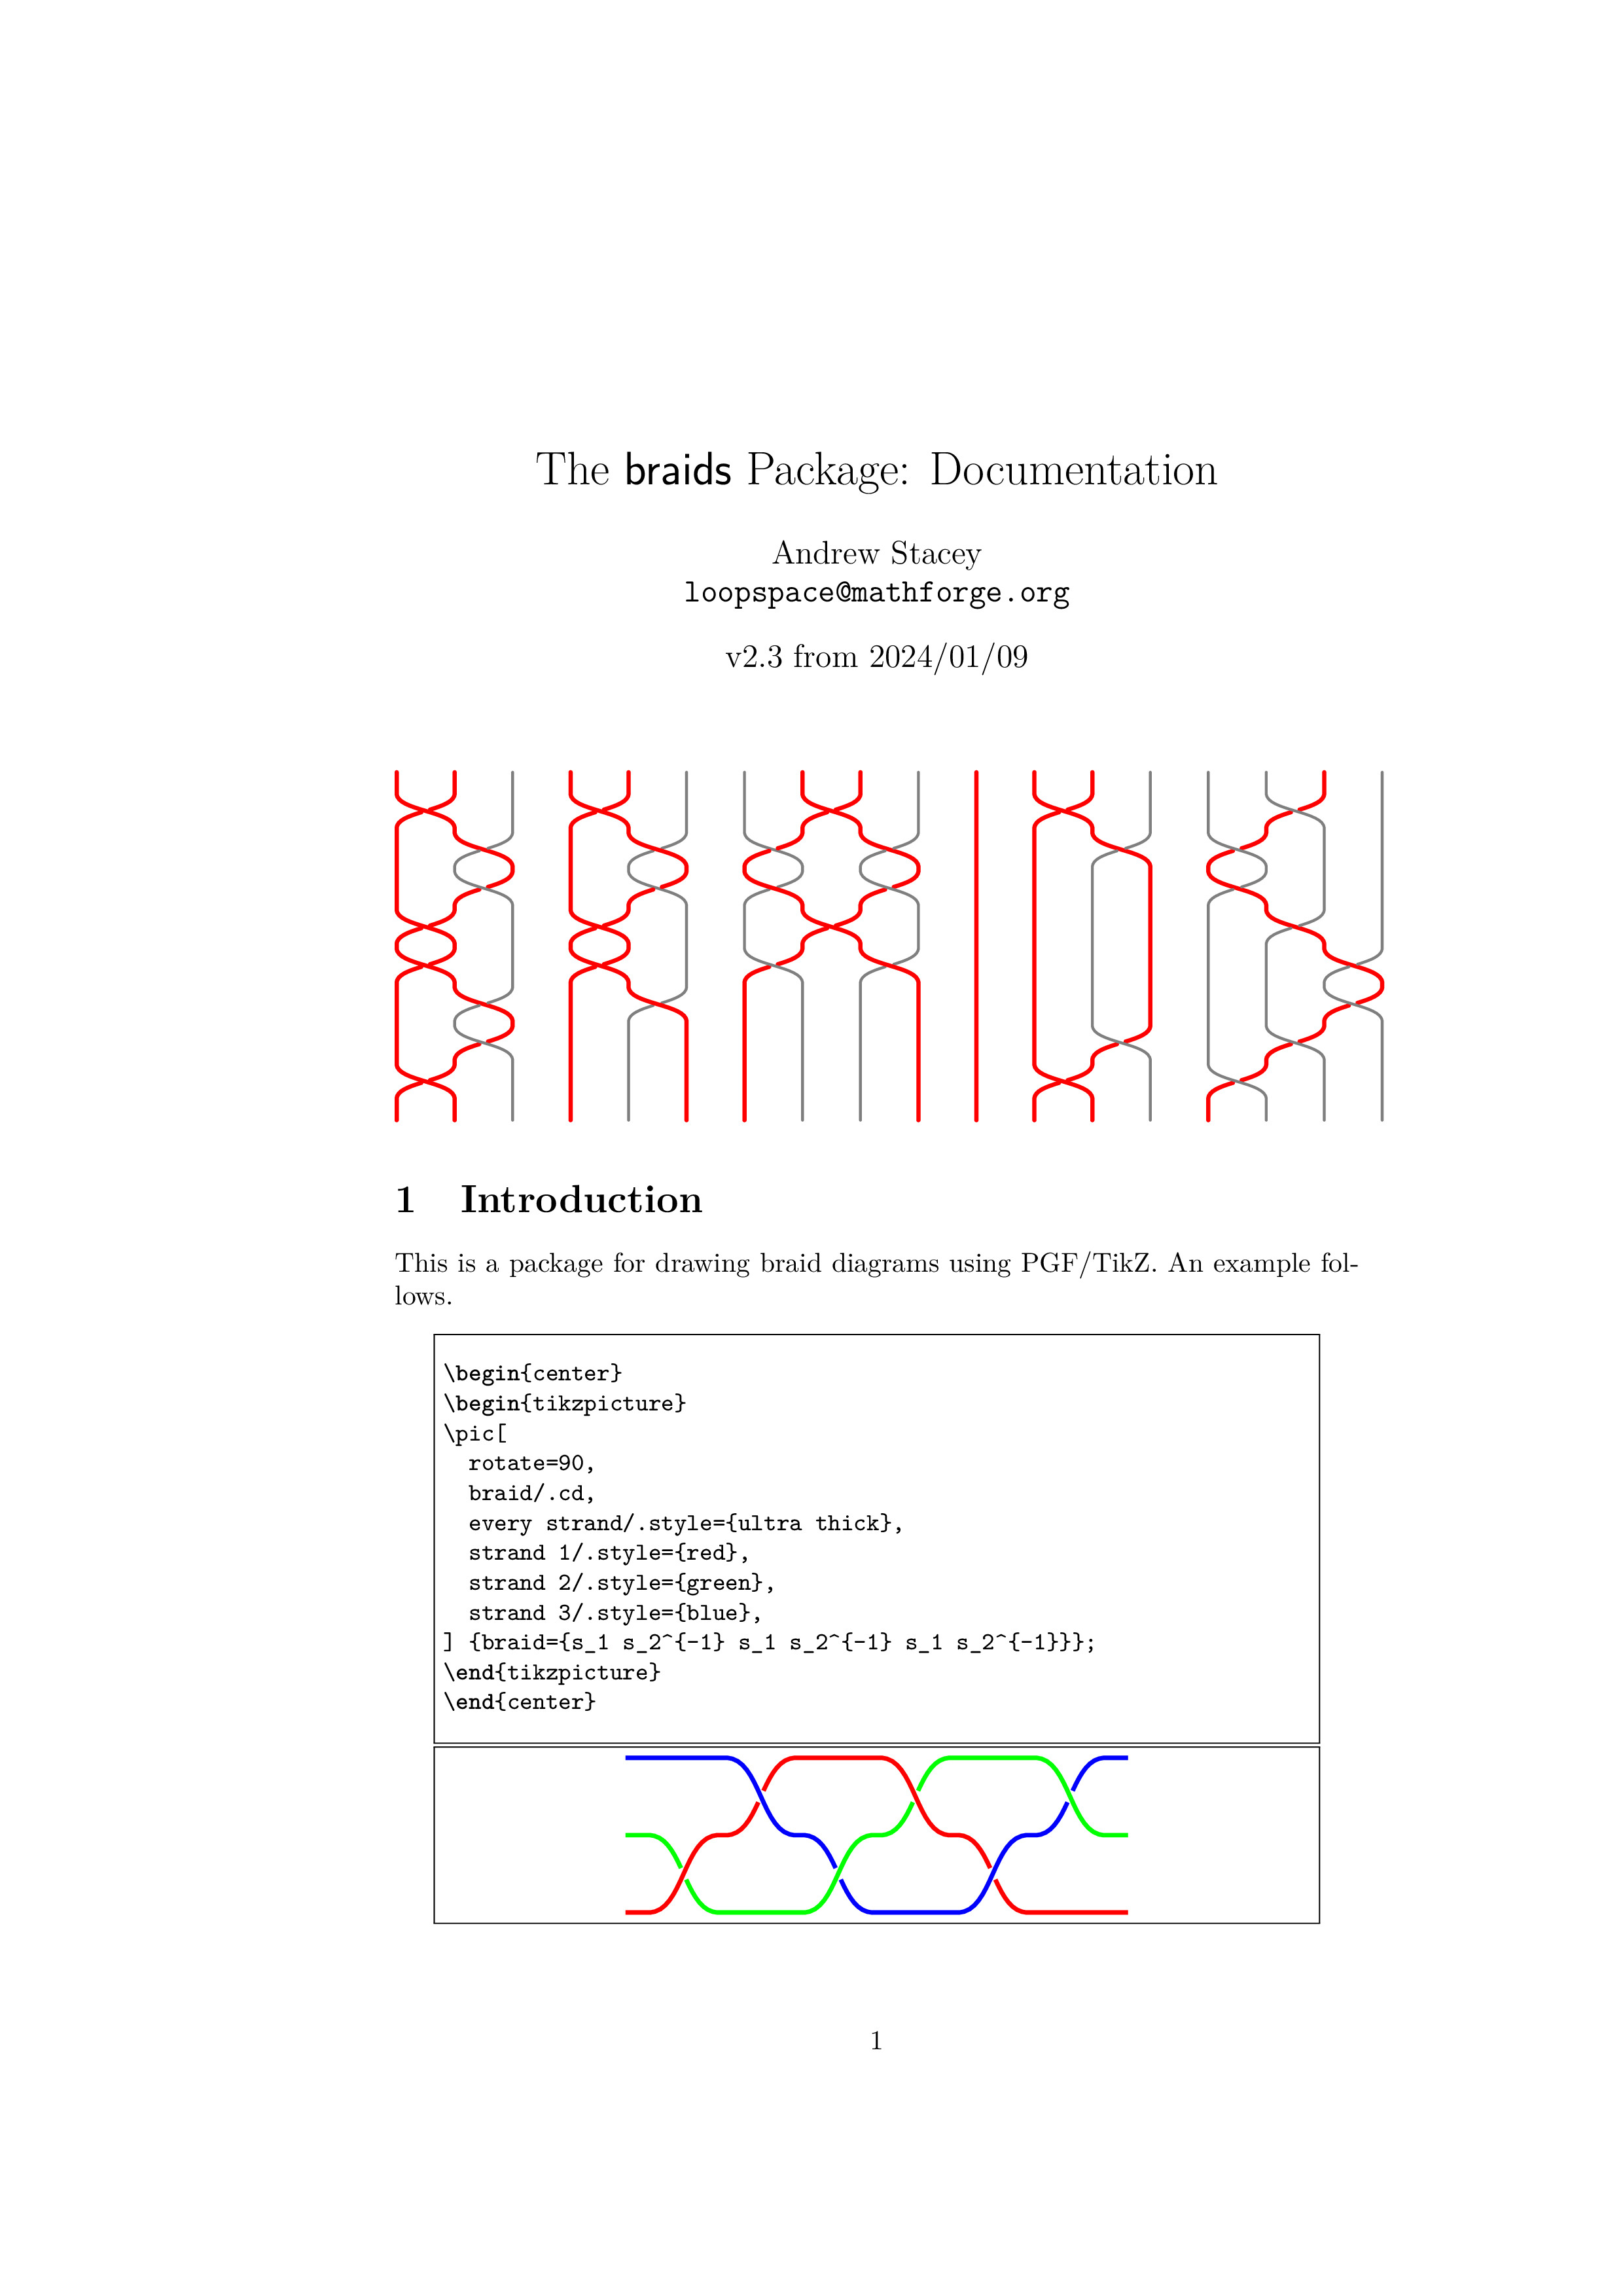 The braids Package: Documentation
Andrew Stacey
loopspace@mathforge.org
v2.3 from 2024/01/09
1 Introduction
This is a package for drawing braid diagrams using PGF/TikZ. An example fol-
lows.
\begin{center}
\begin{tikzpicture}
\pic[
  rotate=90,
  braid/.cd,
  every strand/.style={ultra thick},
  strand 1/.style={red},
  strand 2/.style={green},
  strand 3/.style={blue},
] {braid={s_1 s_2^{-1} s_1 s_2^{-1} s_1 s_2^{-1}}};
\end{tikzpicture}
\end{center}
1